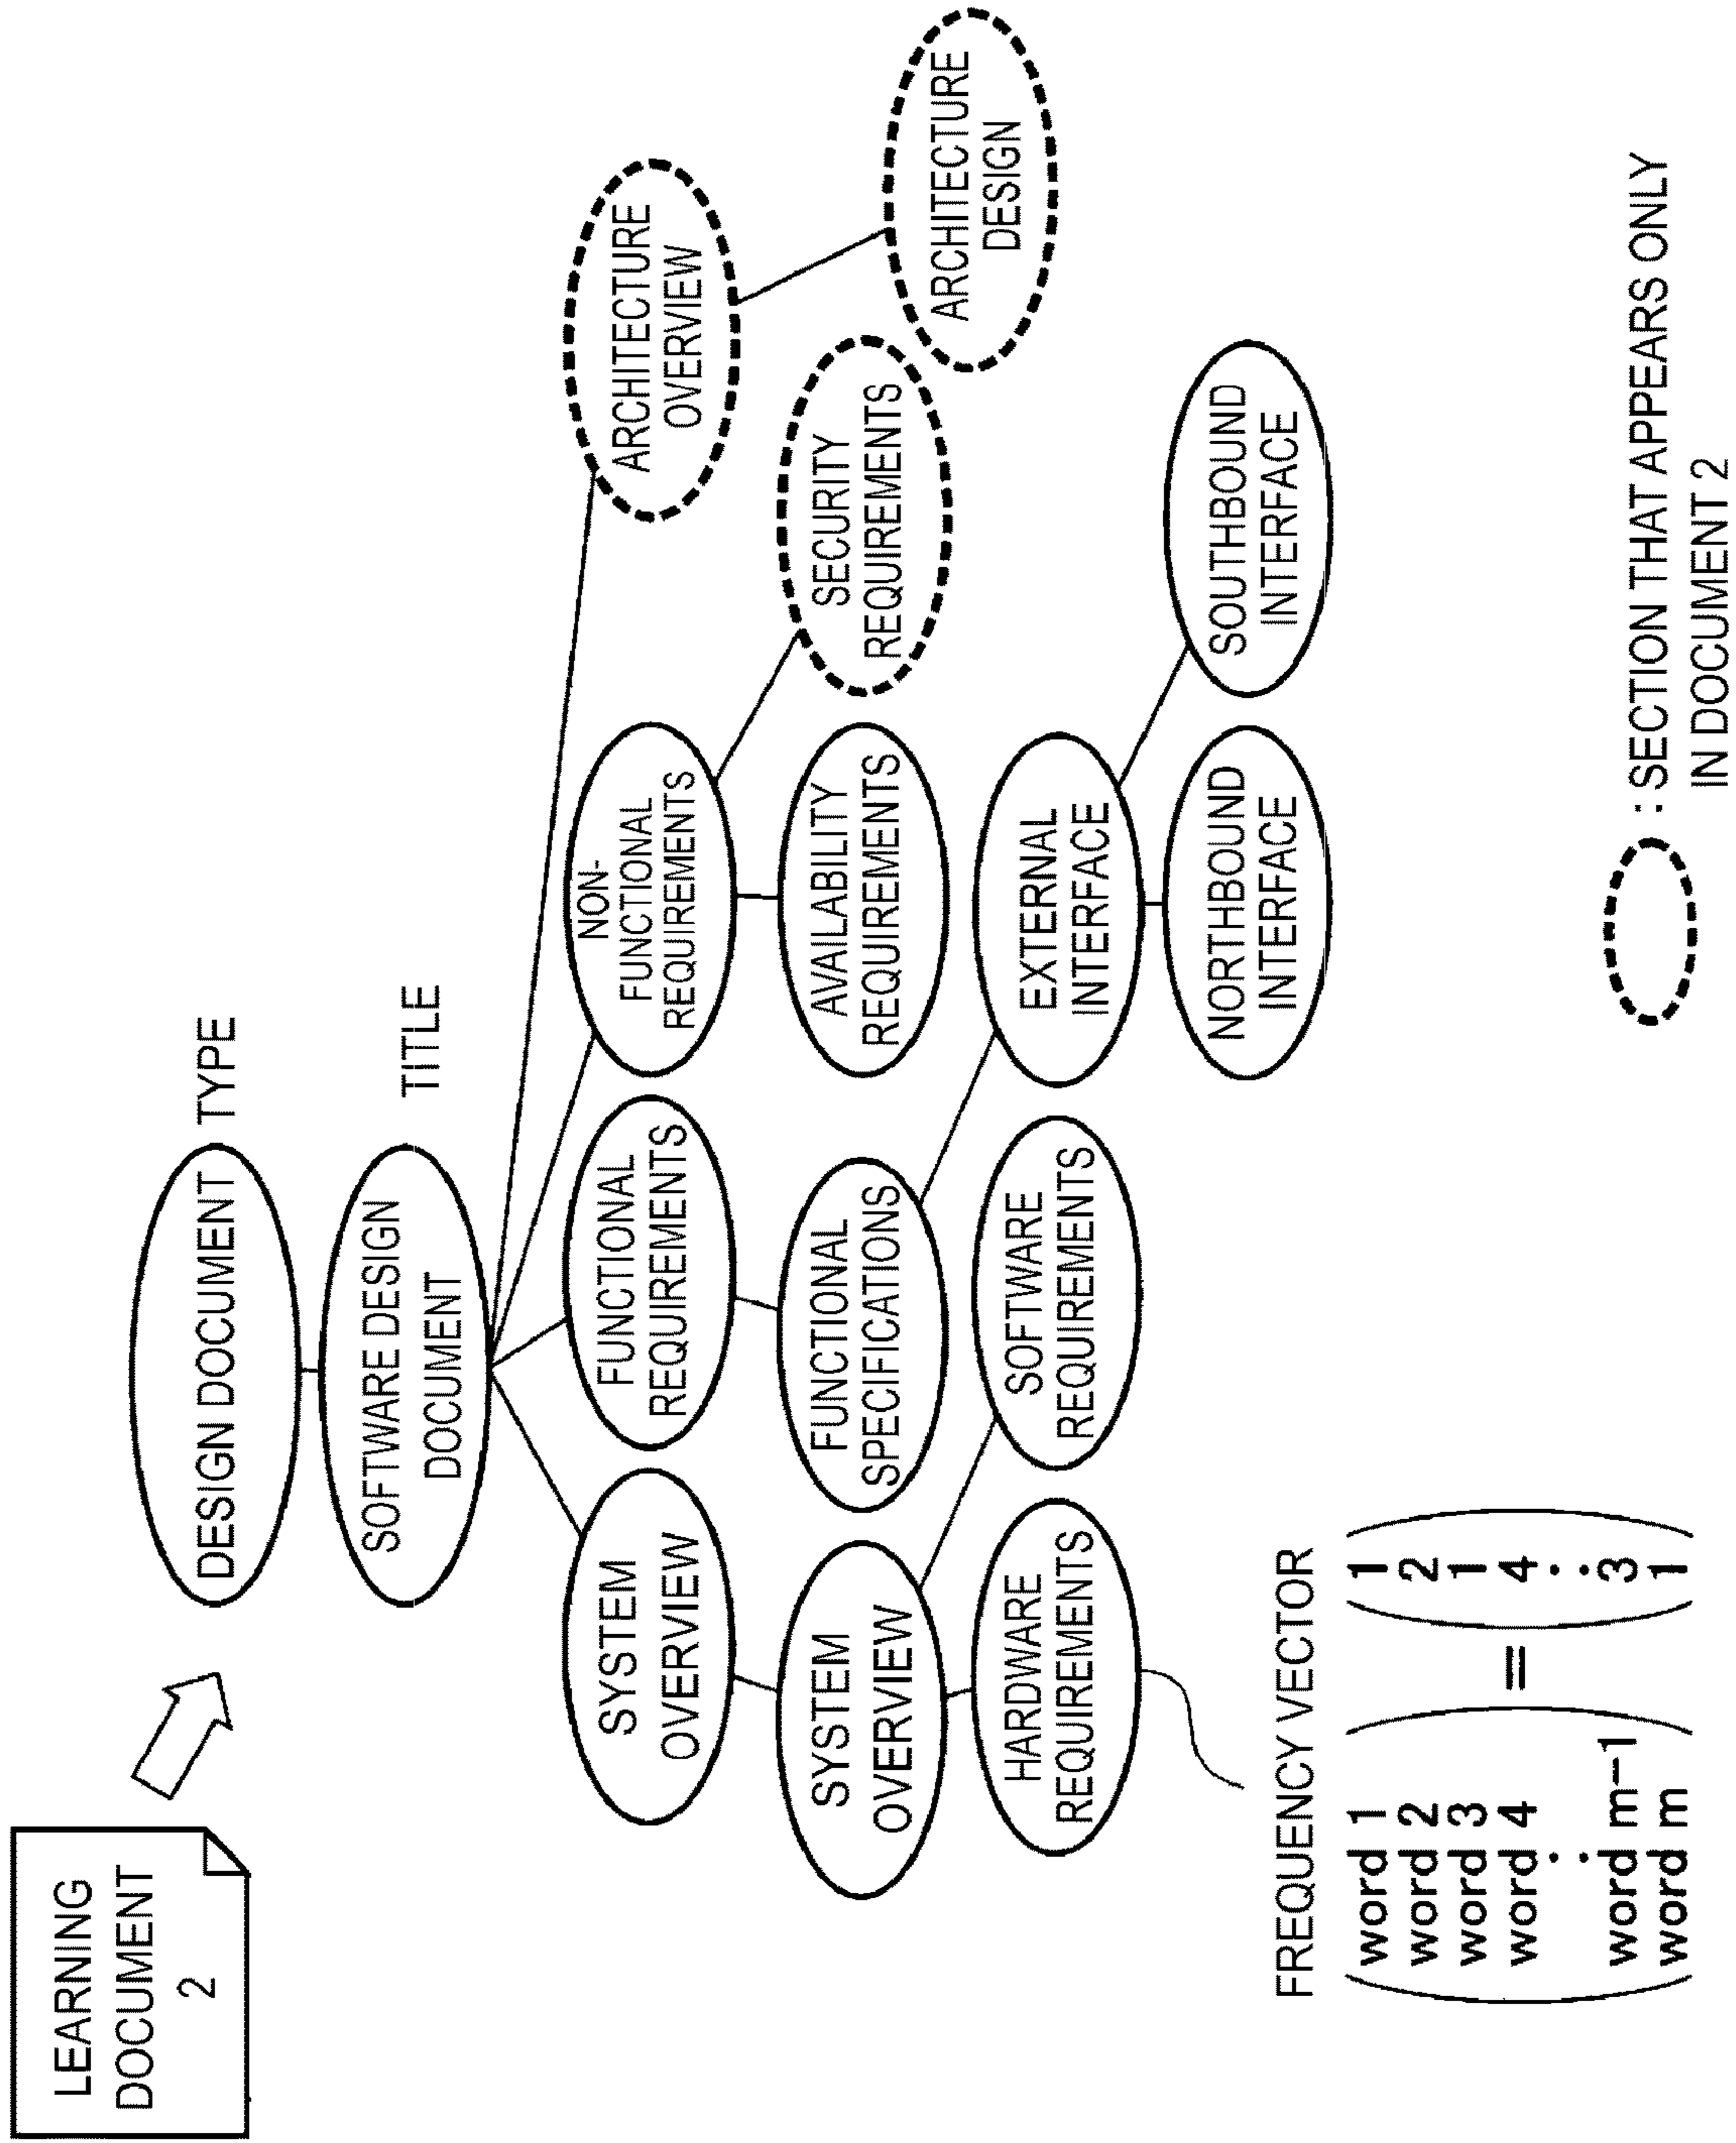 LEARNING
DOCUMENT
2
DESIGN DOCUMENT
TYPE
SOFTWARE DESIGN
DOCUMENT
TITLE
SYSTEM
OVERVIEW
FUNCTIONAL
REQUIREMENTS
NON-
FUNCTIONAL
REQUIREMENTS
ARCHITECTURE
OVERVIEW
SYSTEM
OVERVIEW
FUNCTIONAL
SPECIFICATIONS
AVAILABILITY
REQUIREMENTS
SECURITY
REQUIREMENTS
ARCHITECTURE
DESIGN
HARDWARE
REQUIREMENTS
SOFTWARE
REQUIREMENTS
EXTERNAL
INTERFACE
NORTHBOUND
INTERFACE
SOUTHBOUND
INTERFACE
FREQUENCY VECTOR
word 1 1
word 2 2
word 3 1
word 4 = 4
: :
word m-1 3
word m 1
: SECTION THAT APPEARS ONLY
IN DOCUMENT 2